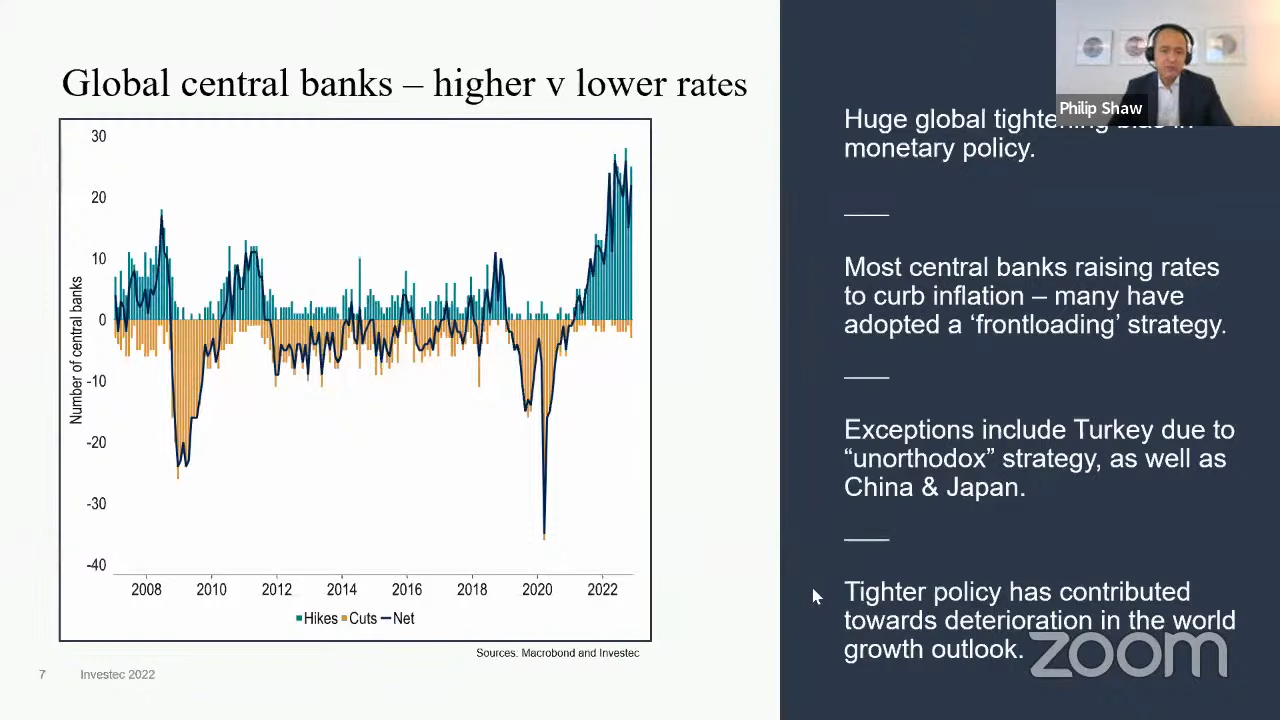 Philip Shaw
Global central banks – higher v lower rates
Number of central banks
30
20
10
0
-10
-20
-30
-40
2008 2010 2012 2014 2016 2018 2020 2022
Hikes Cuts Net
Sources: Macrobond and Investec
7 Investec 2022
Huge global tightening bias in
monetary policy.
Most central banks raising rates
to curb inflation – many have
adopted a ‘frontloading’ strategy.
Exceptions include Turkey due to
“unorthodox” strategy, as well as
China & Japan.
Tighter policy has contributed
towards deterioration in the world
growth outlook.
zoom